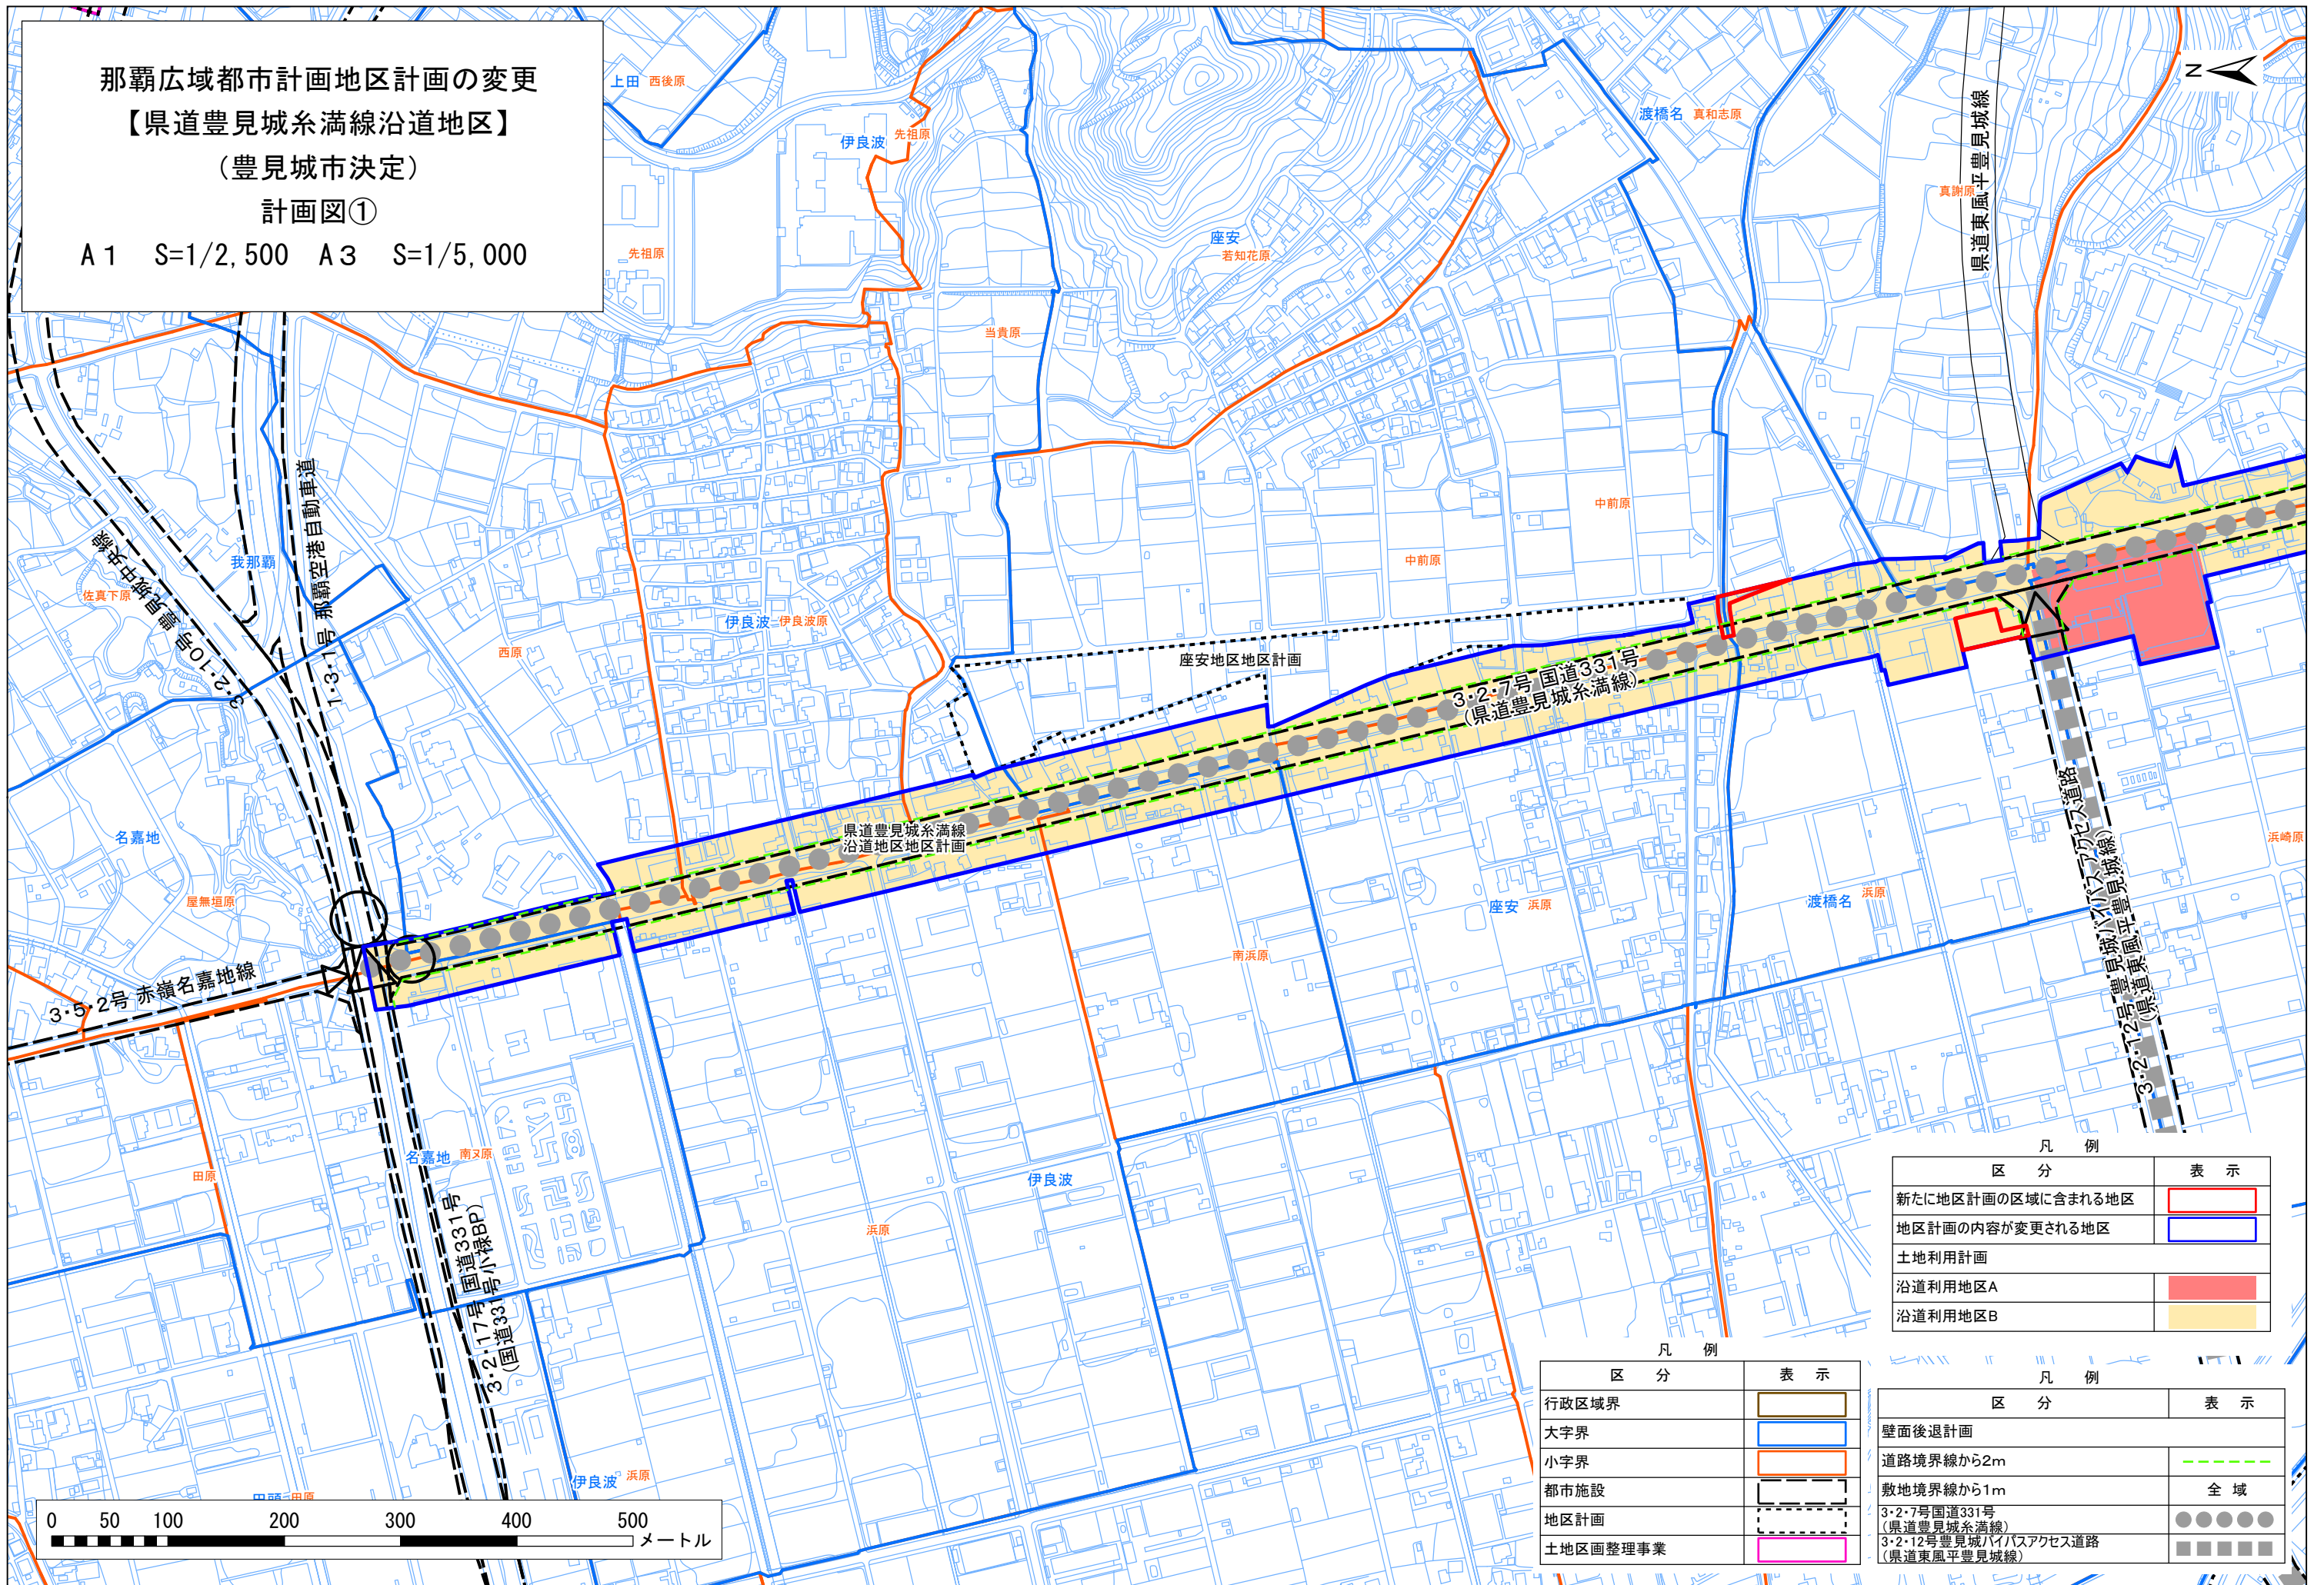 那覇広域都市計画地区計画の変更
【県道豊見城糸満線沿道地区】
(豊見城市決定)
計画図①
A1 S=1/2,500 A3 S=1/5,000
上田 西後原
伊良波 先祖原
先祖原
当貴原
座安
若知花原
渡橋名 真和志原
真謝原
県道東風平豊見城線
N
中前原
中前原
我那覇
佐真下原
3・2・10号 豊見城中央線
1・3・1号 那覇空港自動車道
西原
伊良波 伊良波原
座安地区地区計画
3・2・7号 国道331号
(県道豊見城糸満線)
県道豊見城糸満線
沿道地区地区計画
名嘉地
屋無垣原
3・5・2号 赤嶺名嘉地線
田原
名嘉地 南ヌ原
3・2・17号 国道331号
(国道331号小禄BP)
南浜原
座安 浜原
渡橋名 浜原
浜崎原
3・2・12号 豊見城バイパスアクセス道路
(県道東風平豊見城線)
伊良波
浜原
伊良波 浜原
田原
0 50 100 200 300 400 500 メートル
凡 例
区 分 表 示
新たに地区計画の区域に含まれる地区
地区計画の内容が変更される地区
土地利用計画
沿道利用地区A
沿道利用地区B
凡 例
区 分 表 示
行政区域界
大字界
小字界
都市施設
地区計画
土地区画整理事業
凡 例
区 分 表 示
壁面後退計画
道路境界線から2m
敷地境界線から1m 全 域
3・2・7号国道331号
(県道豊見城糸満線)
3・2・12号豊見城バイパスアクセス道路
(県道東風平豊見城線)